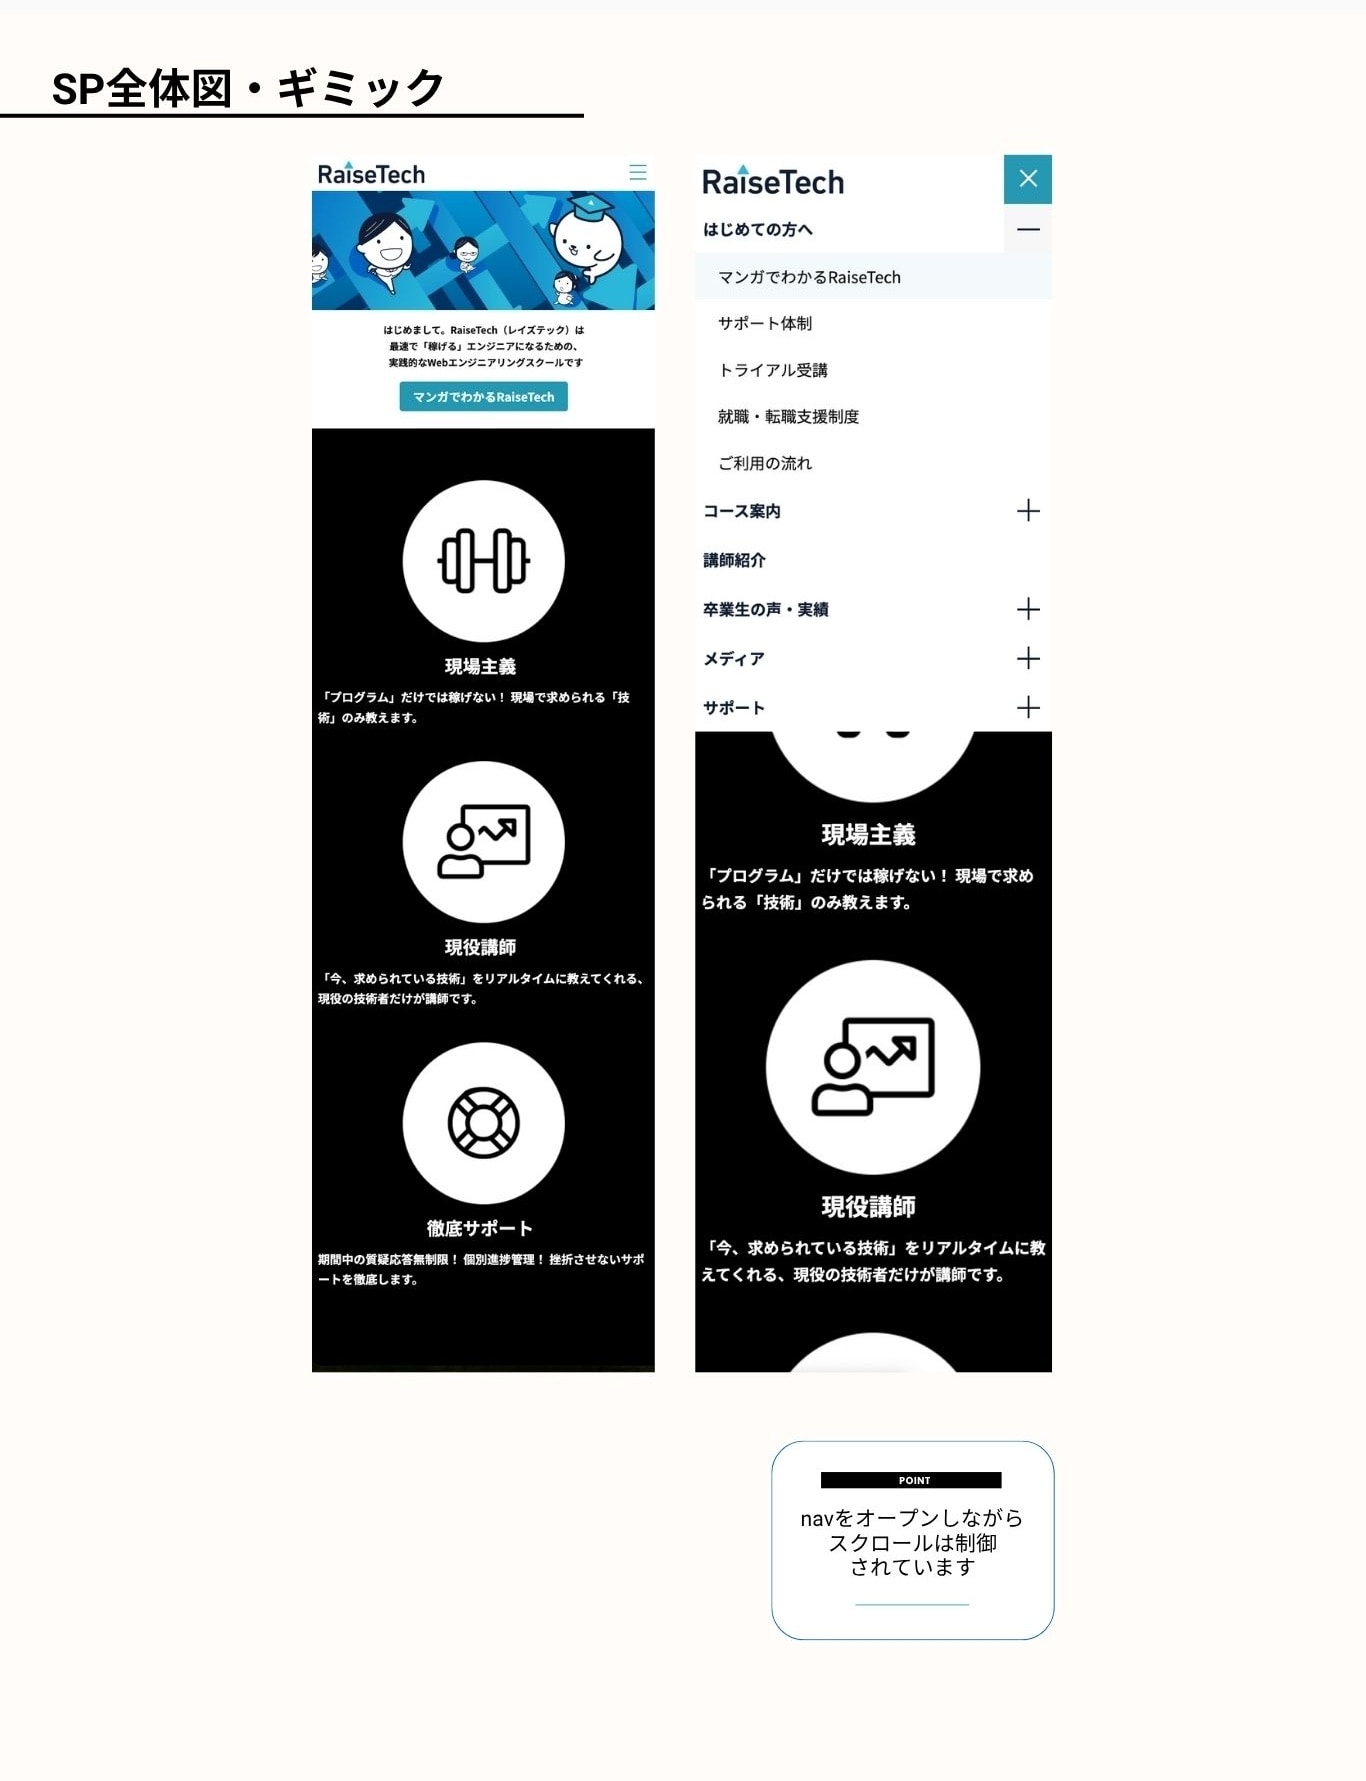 SP全体図・ギミック
RaiseTech
はじめまして。RaiseTech（レイズテック）は
最速で「稼げる」エンジニアになるための、
実践的なWebエンジニアリングスクールです
マンガでわかるRaiseTech
現場主義
「プログラム」だけでは稼げない！ 現場で求められる「技
術」のみ教えます。
現役講師
「今、求められている技術」をリアルタイムに教えてくれる、
現役の技術者だけが講師です。
徹底サポート
期間中の質疑応答無制限！ 個別進捗管理！ 挫折させないサポ
ートを徹底します。
RaiseTech
はじめての方へ
マンガでわかるRaiseTech
サポート体制
トライアル受講
就職・転職支援制度
ご利用の流れ
コース案内
講師紹介
卒業生の声・実績
メディア
サポート
現場主義
「プログラム」だけでは稼げない！ 現場で求め
られる「技術」のみ教えます。
現役講師
「今、求められている技術」をリアルタイムに教
えてくれる、現役の技術者だけが講師です。
POINT
navをオープンしながら
スクロールは制御
されています